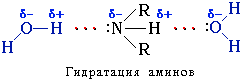 δ– δ+ δ– R δ+ δ– H
O–H ··· :N–H ··· :O
H R H
Гидратация аминов